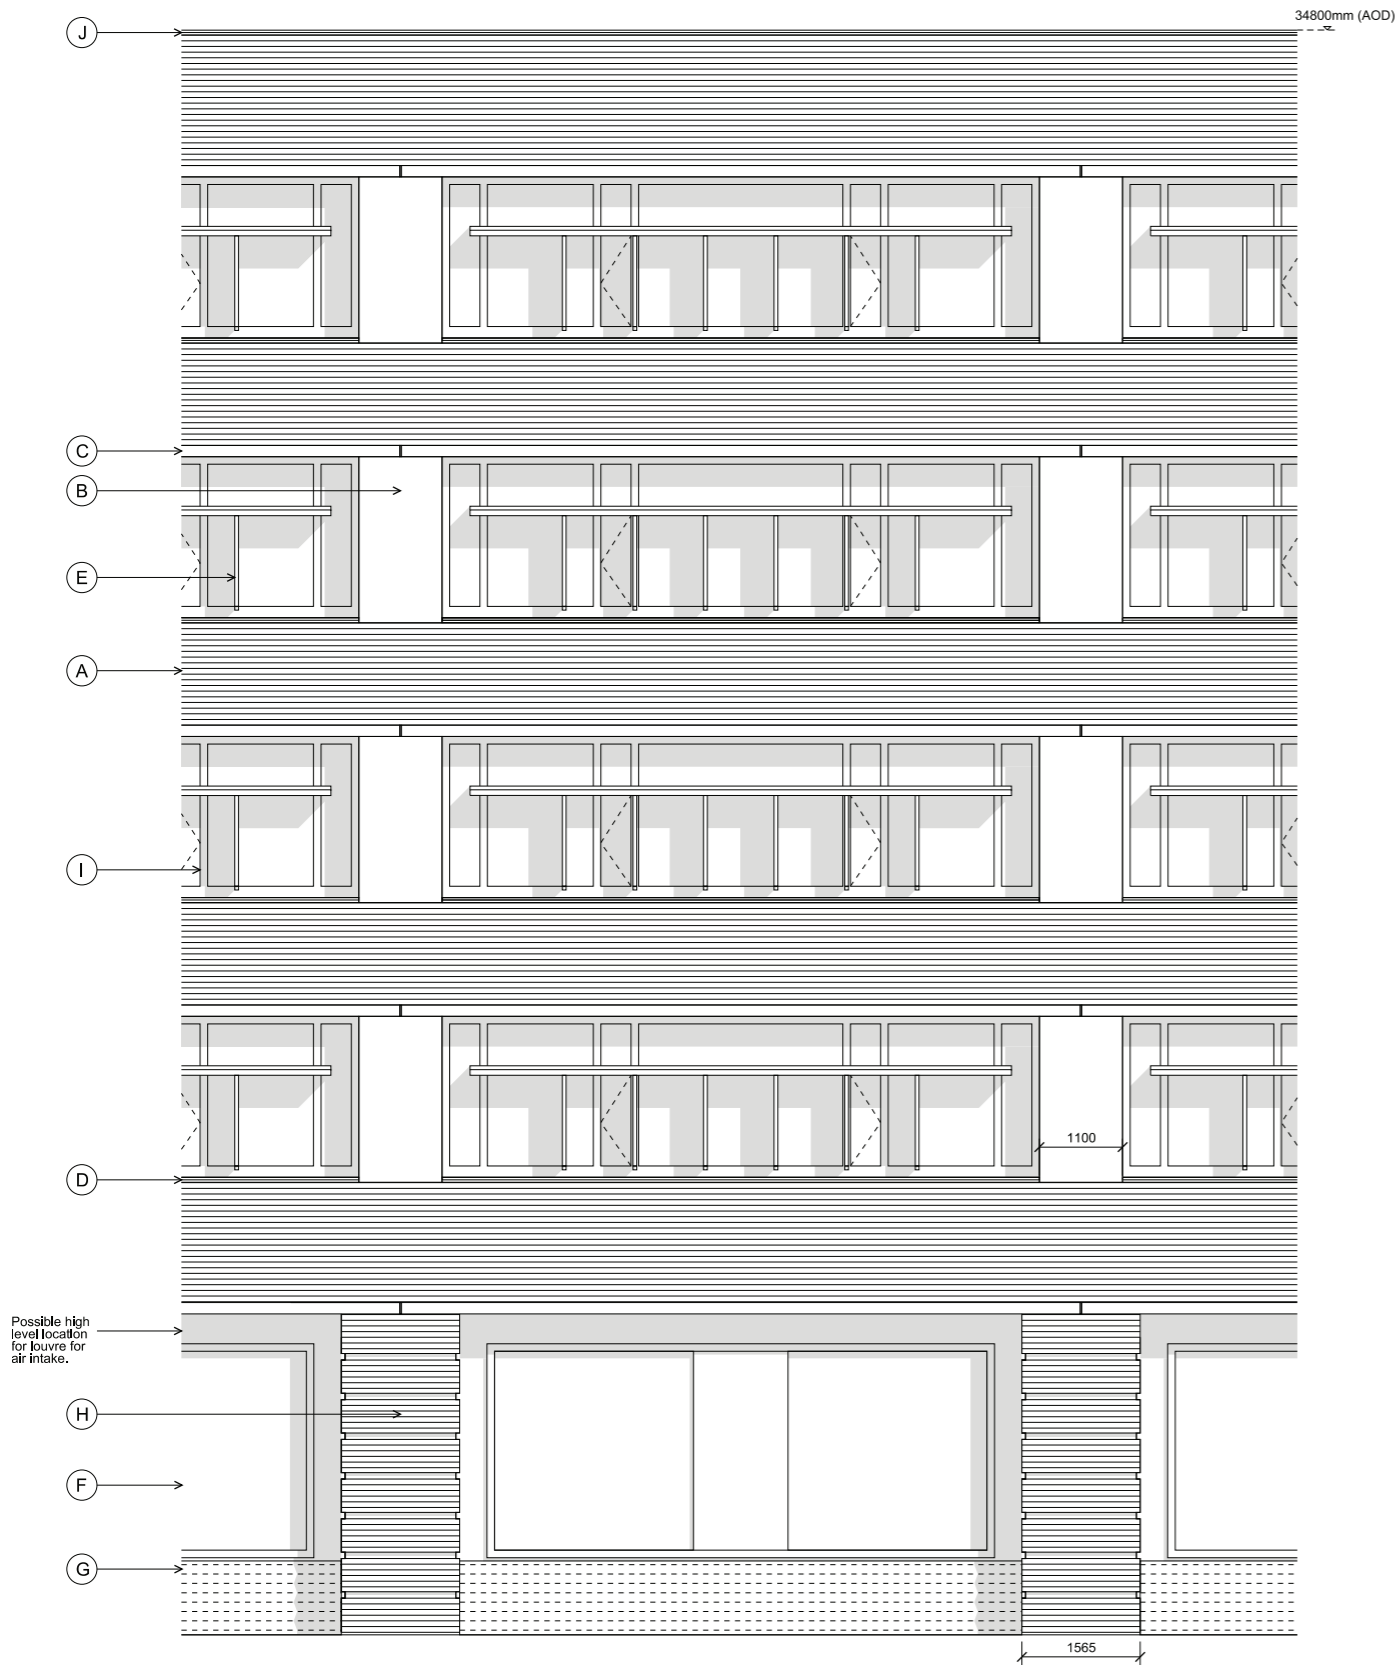 34800mm (AOD)
J
C
B
E
A
I
1100
D
Possible high
level location
for louvre for
air intake.
H
F
G
1565